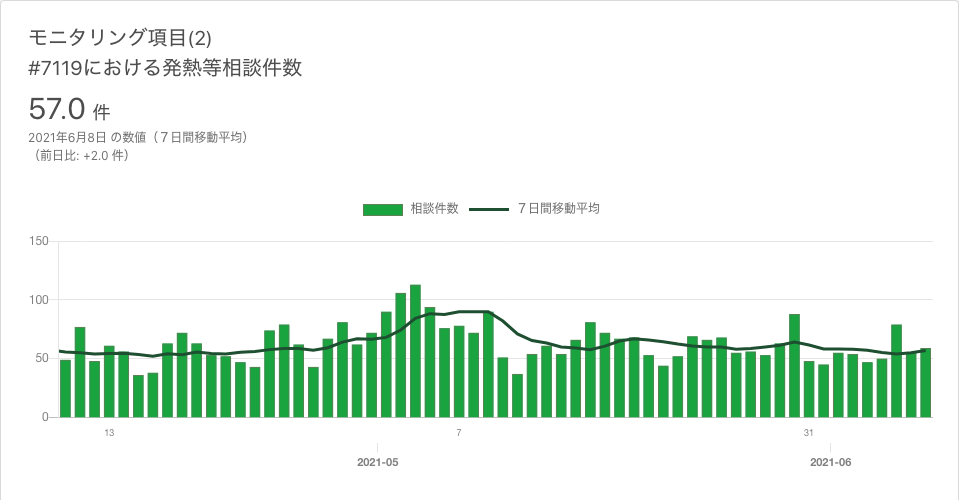 モニタリング項目(2)
#7119における発熱等相談件数
57.0 件
2021年6月8日 の数値（７日間移動平均）
（前日比: +2.0 件）
相談件数 ７日間移動平均
150
100
50
0
13 7 31
2021-05 2021-06